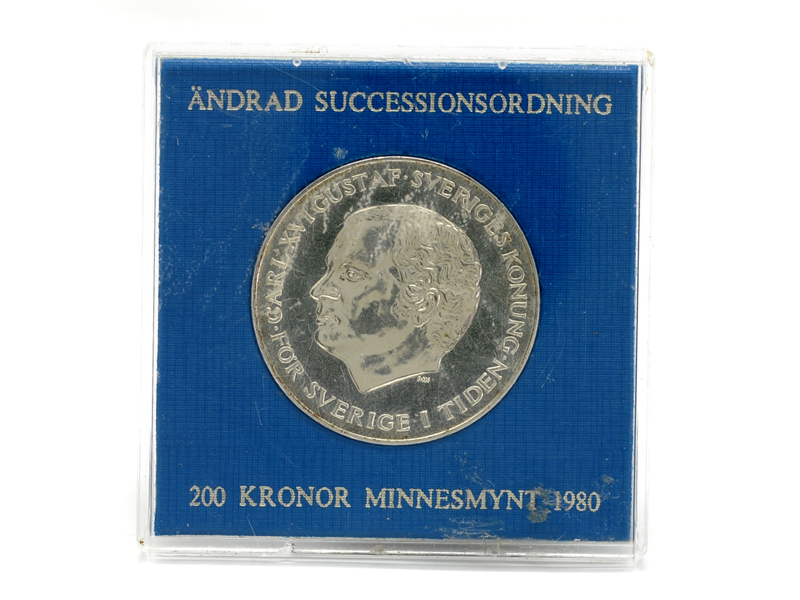 ÄNDRAD SUCCESSIONSORDNING
CARL·XVI GUSTAF·SVERIGES KONUNG·
FÖR SVERIGE I TIDEN
200 KRONOR MINNESMYNT 1980